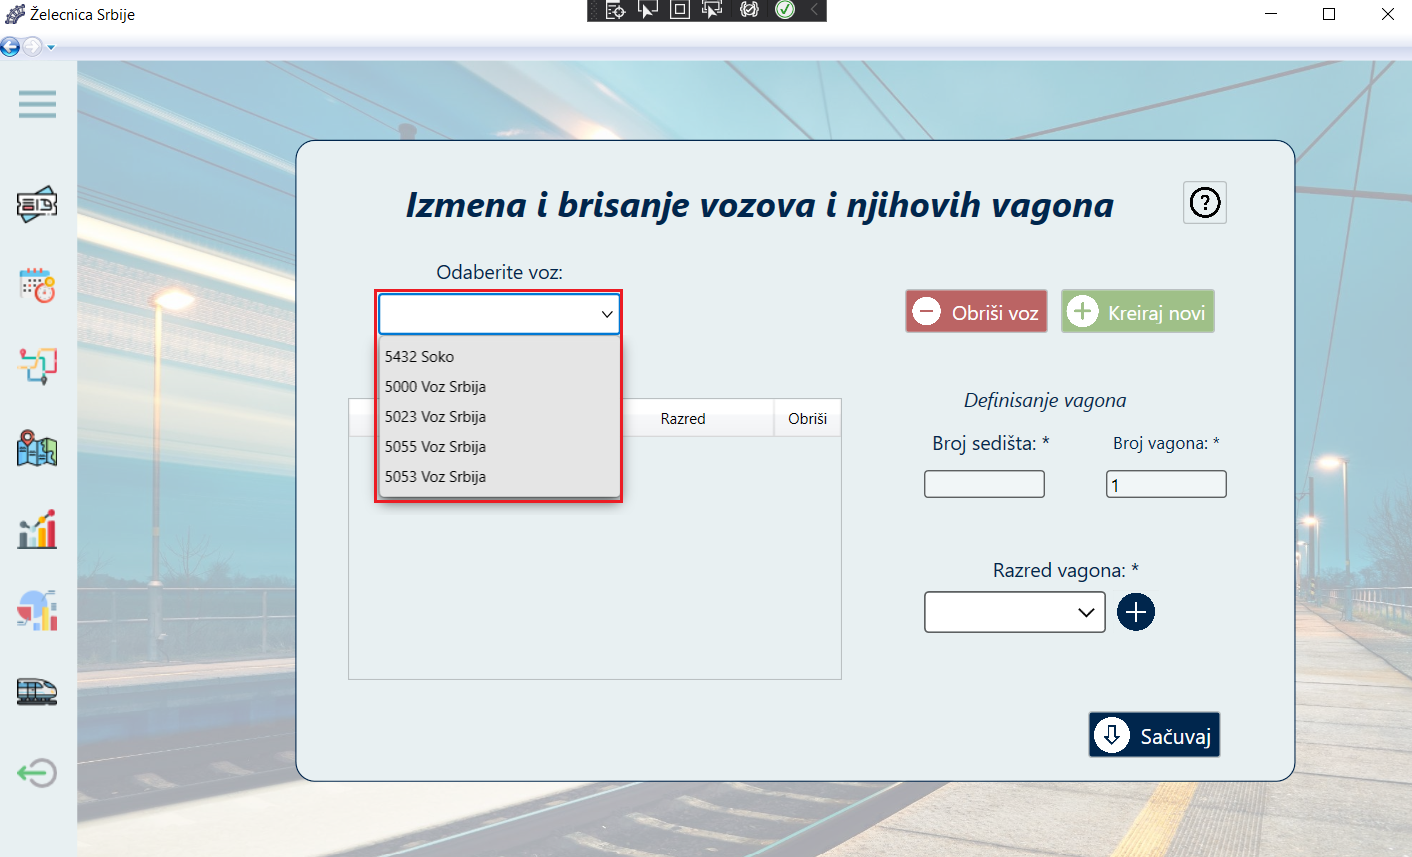 Želecnica Srbije
Izmena i brisanje vozova i njihovih vagona
?
Odaberite voz:
Obriši voz
Kreiraj novi
5432 Soko
5000 Voz Srbija
5023 Voz Srbija
5055 Voz Srbija
5053 Voz Srbija
Razred
Obriši
Definisanje vagona
Broj sedišta: *
Broj vagona: *
1
Razred vagona: *
Sačuvaj